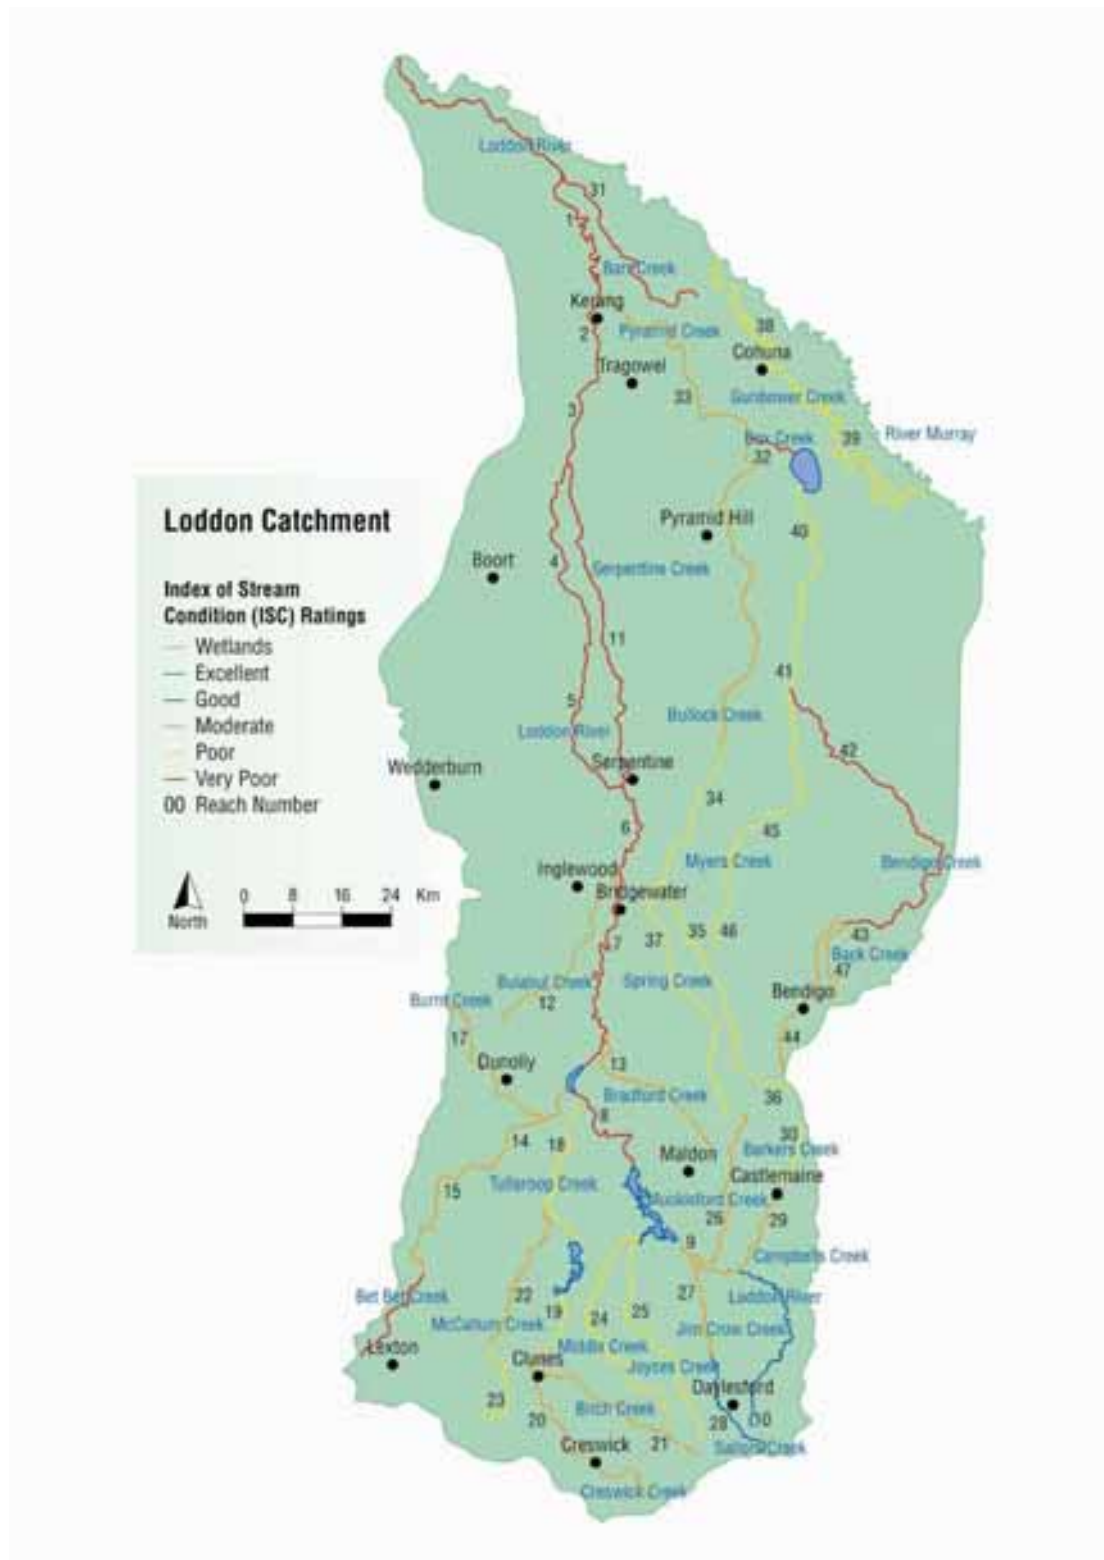 Loddon River
31
1
Barr Creek
Kerang
2
Pyramid Creek
38
Cohuna
Tragowel
33
Gunbower Creek
3
Box Creek
39
River Murray
32
Loddon Catchment
Pyramid Hill
40
Boort
4
Serpentine Creek
Index of Stream
Condition (ISC) Ratings
Wetlands
Excellent
Good
Moderate
Poor
Very Poor
00 Reach Number
11
41
5
Bullock Creek
Loddon River
42
Serpentine
Wedderburn
34
6
45
Myers Creek
Bendigo Creek
Inglewood
Bridgewater
0 8 16 24 Km
North
7
37
35
46
43
Back Creek
47
Bulabul Creek
Spring Creek
Bendigo
Burnt Creek
12
17
44
Dunolly
13
Bradford Creek
36
8
14
18
30
Barkers Creek
Maldon
Castlemaine
15
Tullaroop Creek
Muckleford Creek
26
29
9
Campbells Creek
Bet Bet Creek
22
27
Loddon River
19
24
25
McCallum Creek
Jim Crow Creek
Lexton
Middle Creek
Clunes
Joyces Creek
Daylesford
23
20
Birch Creek
28
10
Creswick
21
Sailors Creek
Creswick Creek